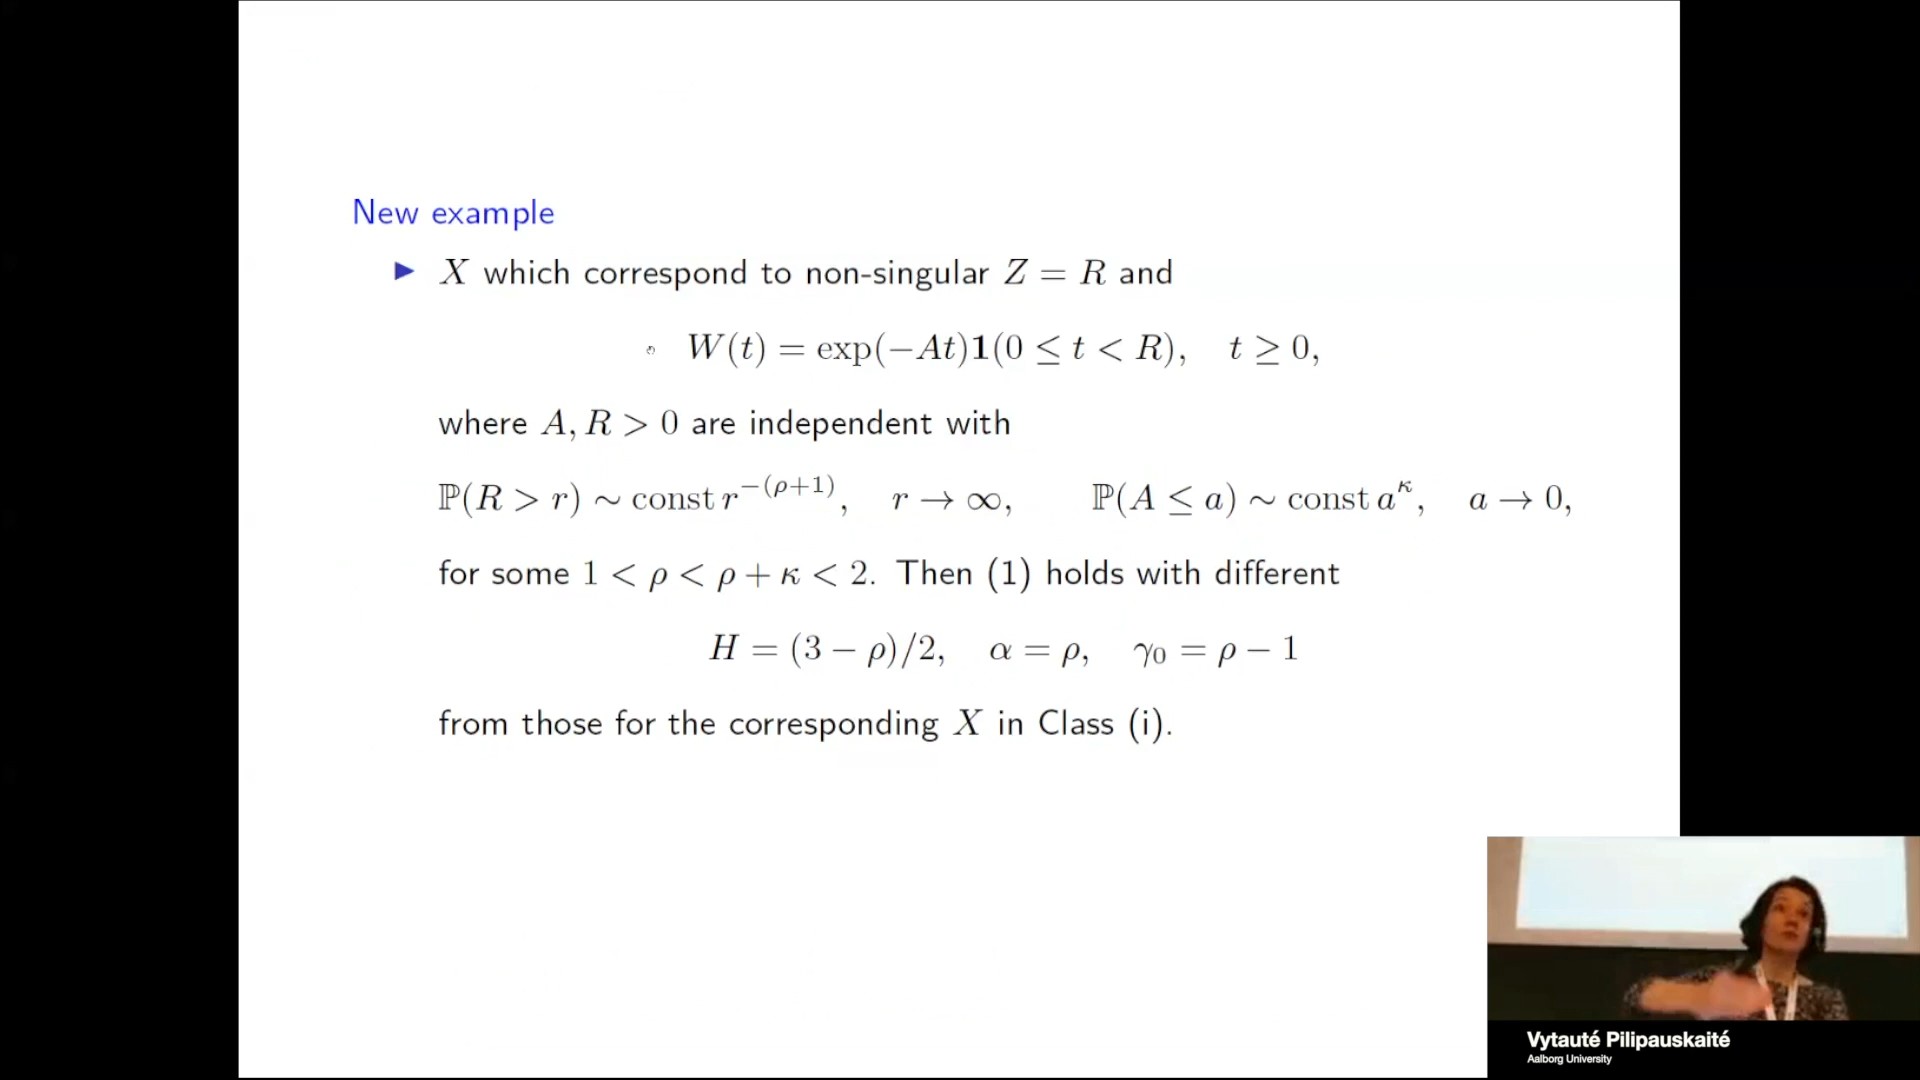 New example
▶ X which correspond to non-singular Z = R and
W(t) = exp(−At)𝟏(0 ≤ t < R),  t ≥ 0,
where A, R > 0 are independent with
ℙ(R > r) ∼ const r^{−(ρ+1)},  r → ∞,  ℙ(A ≤ a) ∼ const a^κ,  a → 0,
for some 1 < ρ < ρ + κ < 2. Then (1) holds with different
H = (3 − ρ)/2,  α = ρ,  γ₀ = ρ − 1
from those for the corresponding X in Class (i).
Vytauté Pilipauskaité
Aalborg University